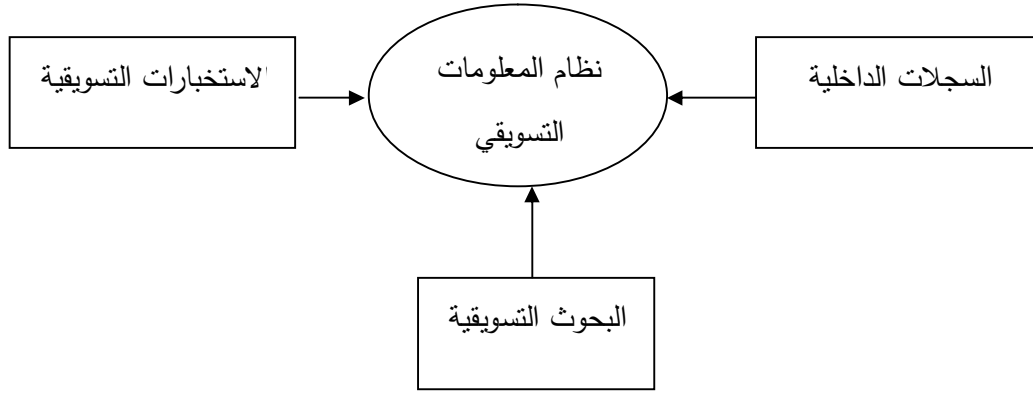 نظام المعلومات
التسويقي
السجلات الداخلية
الاستخبارات التسويقية
البحوث التسويقية